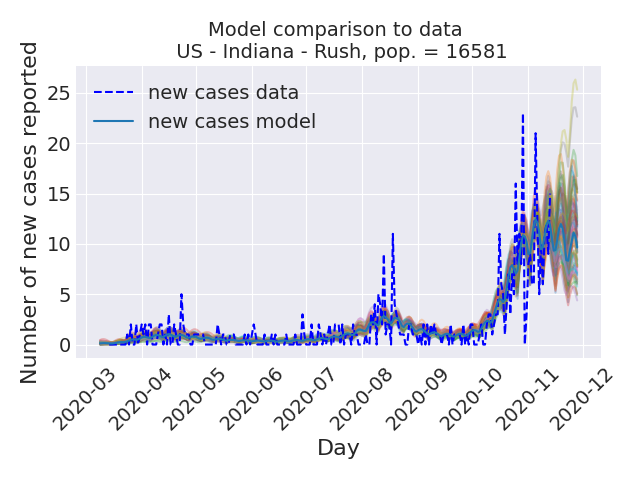 Model comparison to data
US - Indiana - Rush, pop. = 16581
Number of new cases reported
25
20
15
10
5
0
new cases data
new cases model
2020-03
2020-04
2020-05
2020-06
2020-07
2020-08
2020-09
2020-10
2020-11
2020-12
Day